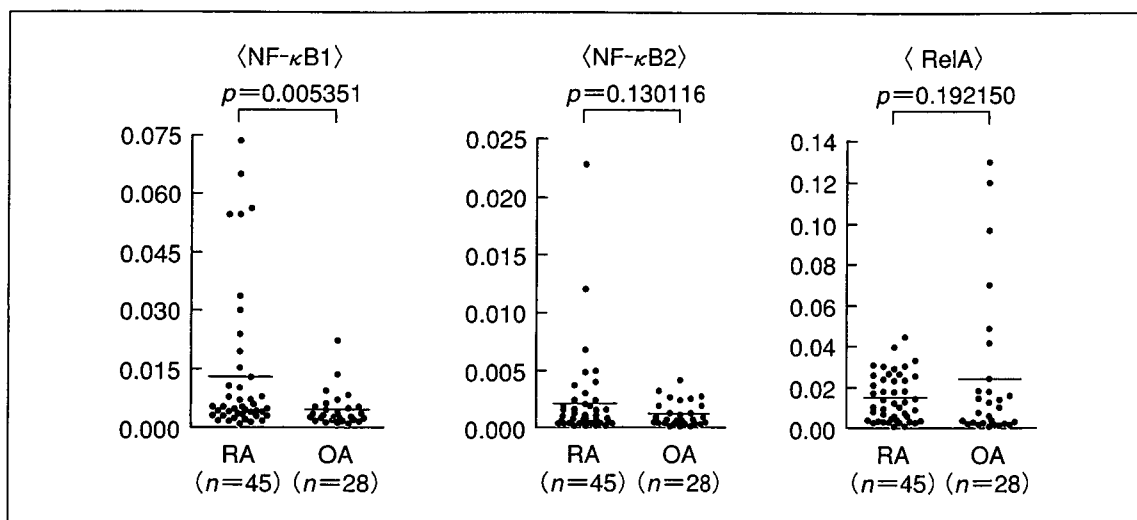 〈NF-κB1〉
p=0.005351
0.075
0.060
0.045
0.030
0.015
0.000
RA OA
(n=45) (n=28)
〈NF-κB2〉
p=0.130116
0.025
0.020
0.015
0.010
0.005
0.000
RA OA
(n=45) (n=28)
〈RelA〉
p=0.192150
0.14
0.12
0.10
0.08
0.06
0.04
0.02
0.00
RA OA
(n=45) (n=28)